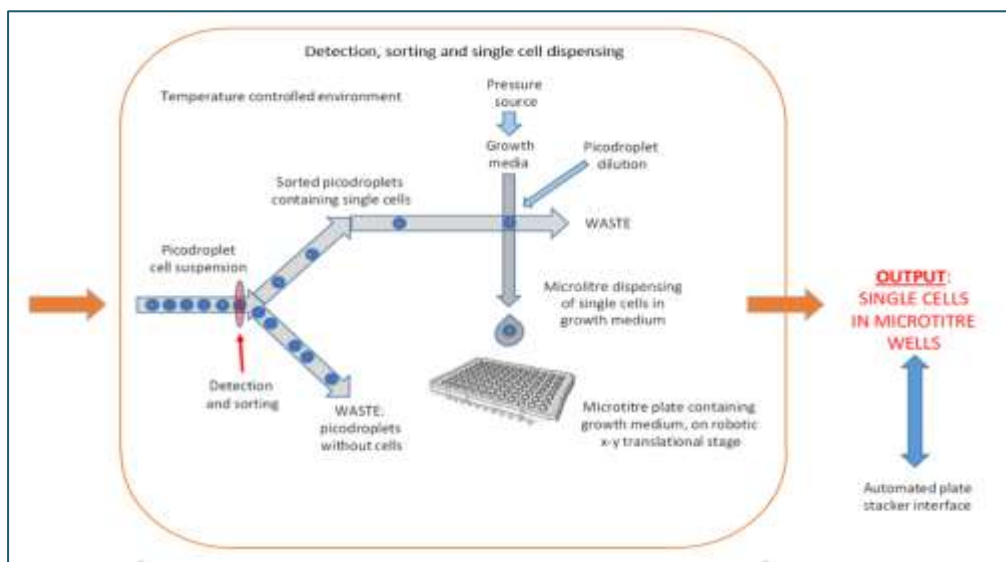 Detection, sorting and single cell dispensing
Temperature controlled environment
Pressure
source
Growth
media
Picodroplet
dilution
Sorted picodroplets
containing single cells
WASTE
Picodroplet
cell suspension
Microlitre dispensing
of single cells in
growth medium
OUTPUT:
SINGLE CELLS
IN MICROTITRE
WELLS
Detection
and sorting
WASTE:
picodroplets
without cells
Microtitre plate containing
growth medium, on robotic
x-y translational stage
Automated plate
stacker interface